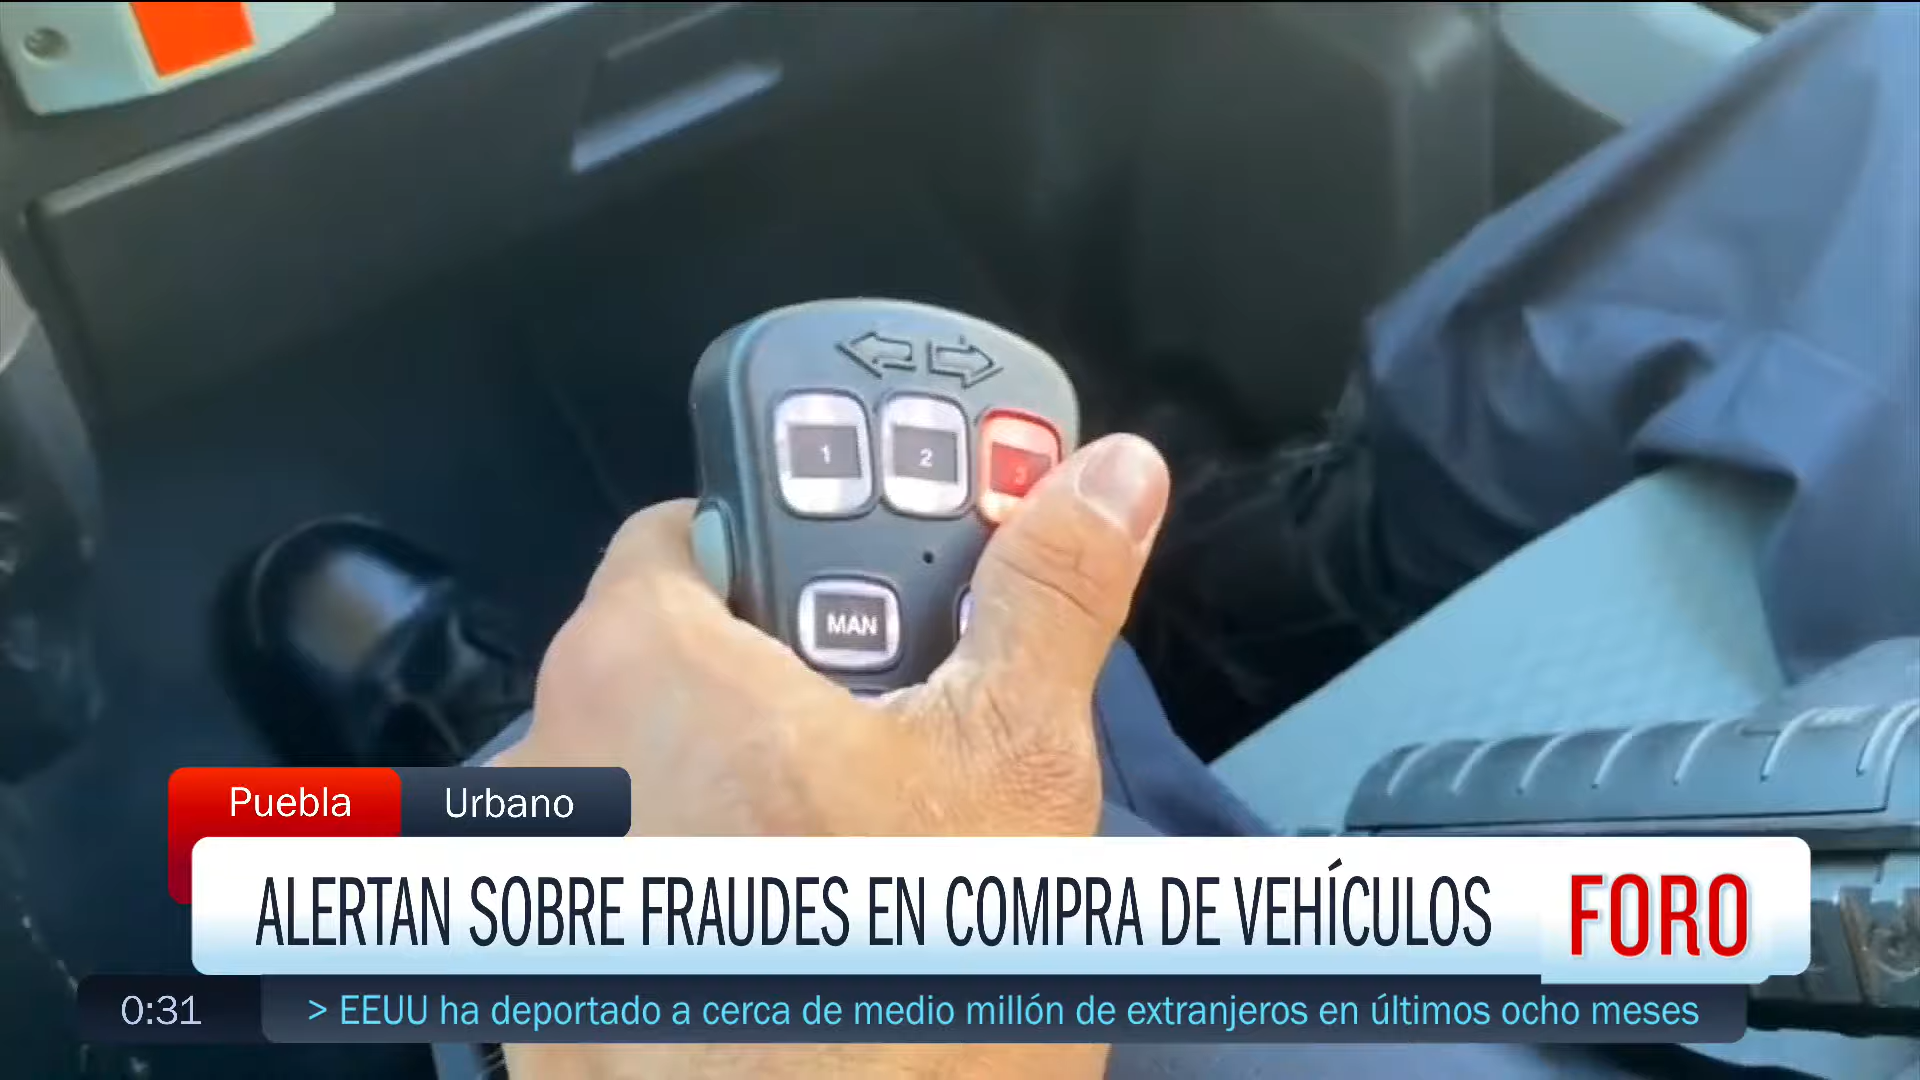 1
2
3
MAN
Puebla
Urbano
ALERTAN SOBRE FRAUDES EN COMPRA DE VEHÍCULOS
FORO
0:31
> EEUU ha deportado a cerca de medio millón de extranjeros en últimos ocho meses